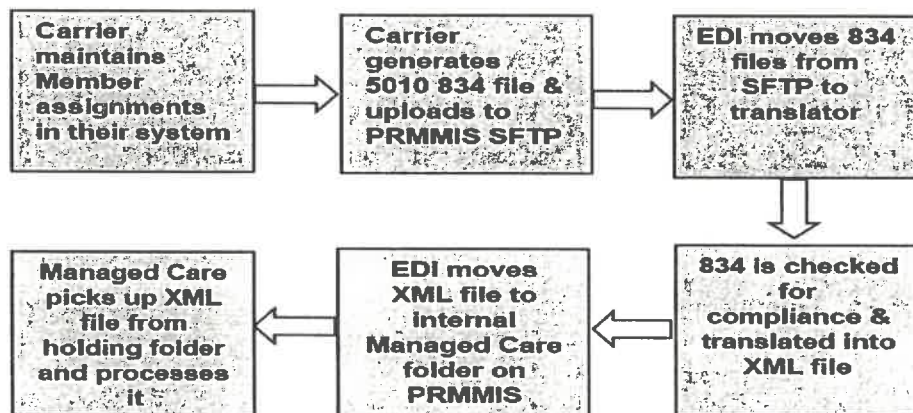 Carrier
maintains
Member
assignments
in their system
Carrier
generates
5010 834 file &
uploads to
PRMMIS SFTP
EDI moves 834
files from
SFTP to
translator
834 is checked
for
compliance &
translated into
XML file
EDI moves
XML file to
internal
Managed Care
folder on
PRMMIS
Managed Care
picks up XML
file from
holding folder
and processes
it